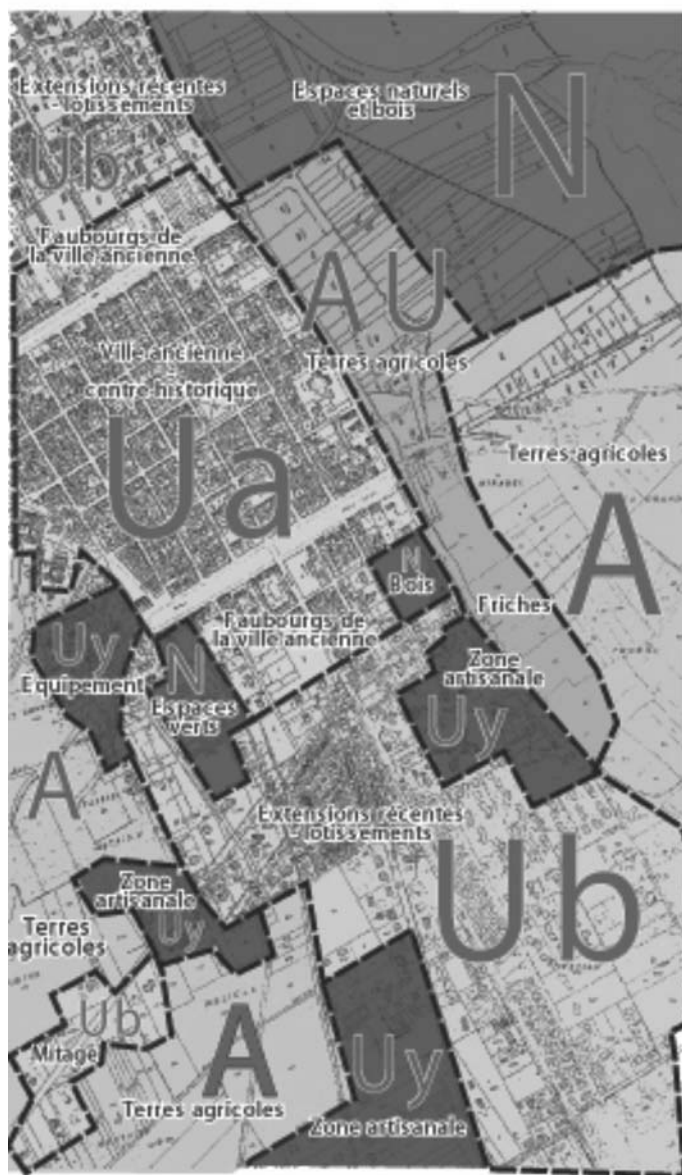 Extensions récentes
- lotissements
Ub
Espaces naturels
et bois
N
Faubourgs de
la ville ancienne
AU
Terres agricoles
Ville ancienne
-
centre historique
Ua
Terres agricoles
A
N
Bois
Friches
Faubourgs de
la ville ancienne
Uy
Equipement
N
Espaces
verts
Zone
artisanale
Uy
A
Extensions récentes
- lotissements
Ub
Zone
artisanale
Uy
Terres
agricoles
Ub
Mitage
A
Terres agricoles
Uy
Zone artisanale